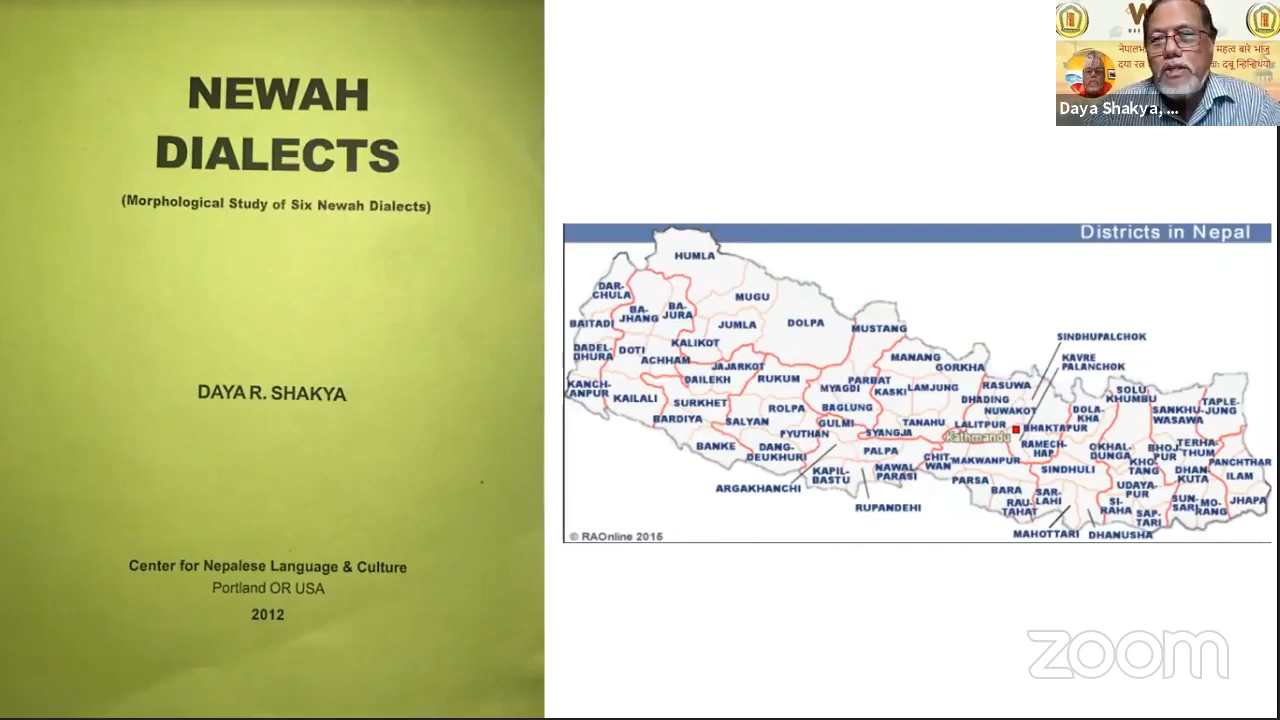 NEWAH
DIALECTS
(Morphological Study of Six Newah Dialects)
DAYA R. SHAKYA
Center for Nepalese Language & Culture
Portland OR USA
2012
Daya Shakya, ...
Districts in Nepal
HUMLA
DAR-
CHULA
BA-
JHANG
BA-
JURA
MUGU
BAITADI
JUMLA
DOLPA
MUSTANG
DADEL-
DHURA
DOTI
ACHHAM
KALIKOT
JAJARKOT
MANANG
GORKHA
SINDHUPALCHOK
KAVRE
PALANCHOK
KANCH-
ANPUR
KAILALI
DAILEKH
RUKUM
MYAGDI
PARBAT
KASKI
LAMJUNG
RASUWA
DHADING
NUWAKOT
SOLU
KHUMBU
SANKHU-
WASAWA
TAPLE-
JUNG
SURKHET
BARDIYA
SALYAN
ROLPA
BAGLUNG
GULMI
SYANGJA
TANAHU
LALITPUR
kathmandu
BHAKTAPUR
DOLA-
KHA
RAMECH-
HAP
BANKE
DANG-
DEUKHURI
PYUTHAN
PALPA
CHIT-
WAN
MAKWANPUR
SINDHULI
OKHAL-
DUNGA
KHO-
TANG
BHOJ-
PUR
TERHA-
THUM
DHAN
KUTA
PANCHTHAR
ILAM
ARGAKHANCHI
KAPIL-
BASTU
NAWAL-
PARASI
RUPANDEHI
PARSA
BARA
RAU-
TAHAT
SAR-
LAHI
MAHOTTARI
DHANUSHA
SI-
RAHA
UDAYA-
PUR
SAP-
TARI
SUN-
SARI
MO-
RANG
JHAPA
© RAOnline 2015
zoom